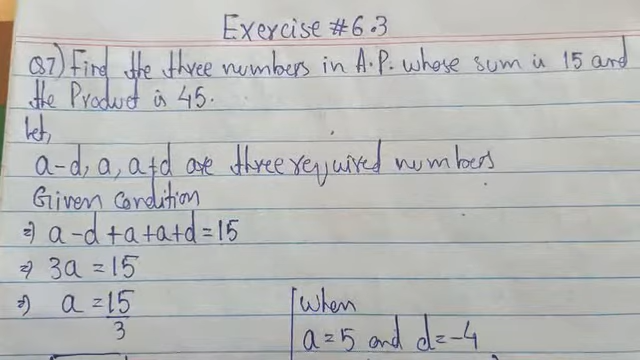 Exercise #6.3
Q7) Find the three numbers in A.P. whose sum is 15 and
the Product is 45.
Let,
a-d, a, a+d are three required numbers
Given Condition
⇒ a-d+a+a+d=15
⇒ 3a = 15
⇒ a = 15/3
When
a=5 and d=-4